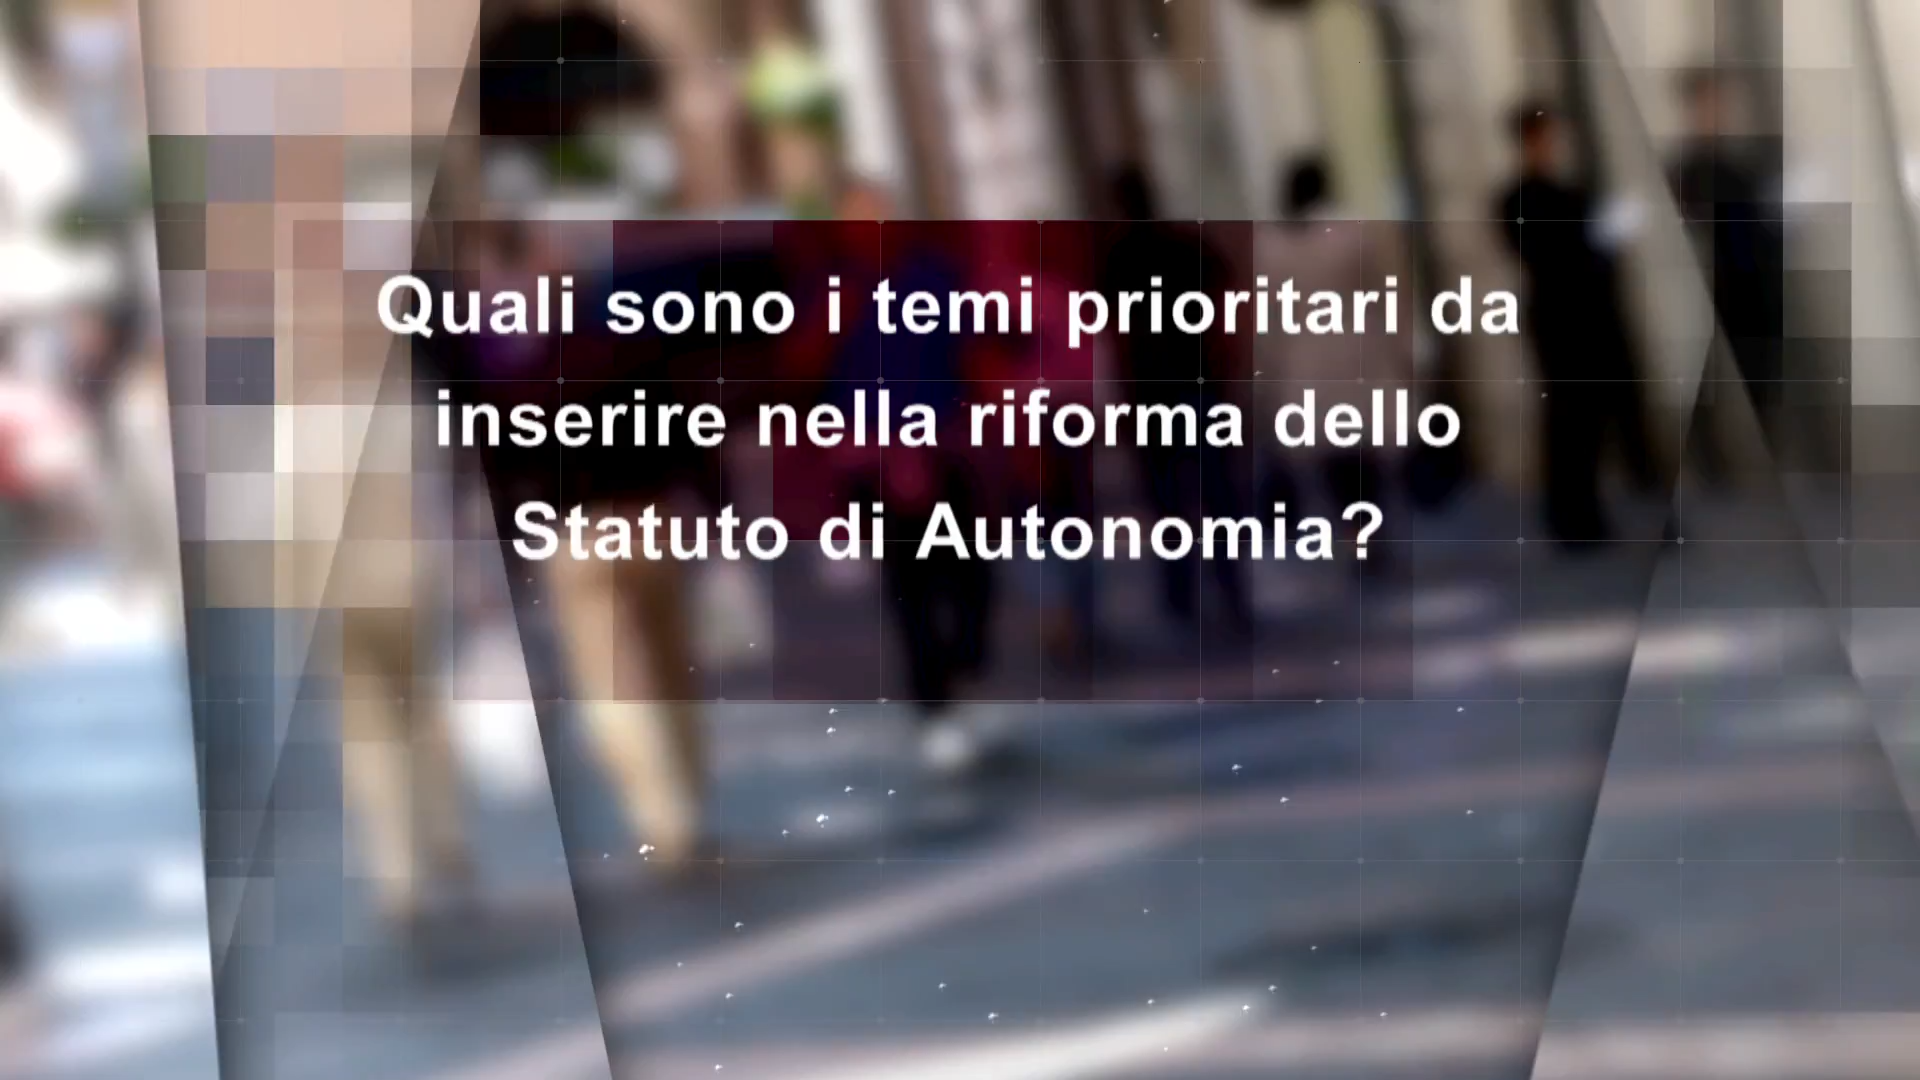 Quali sono i temi prioritari da
inserire nella riforma dello
Statuto di Autonomia?